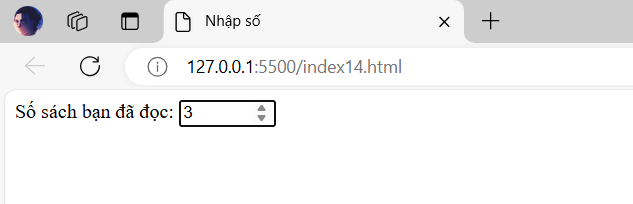 Nhập số
127.0.0.1:5500/index14.html
Số sách bạn đã đọc: 3